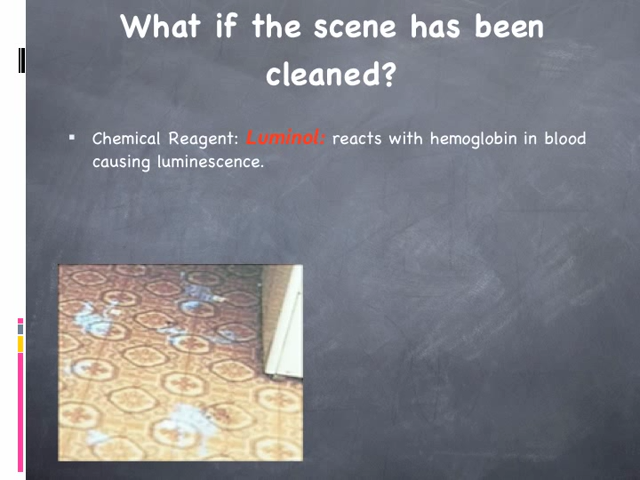 What if the scene has been
cleaned?
▪ Chemical Reagent: Luminol: reacts with hemoglobin in blood
causing luminescence.